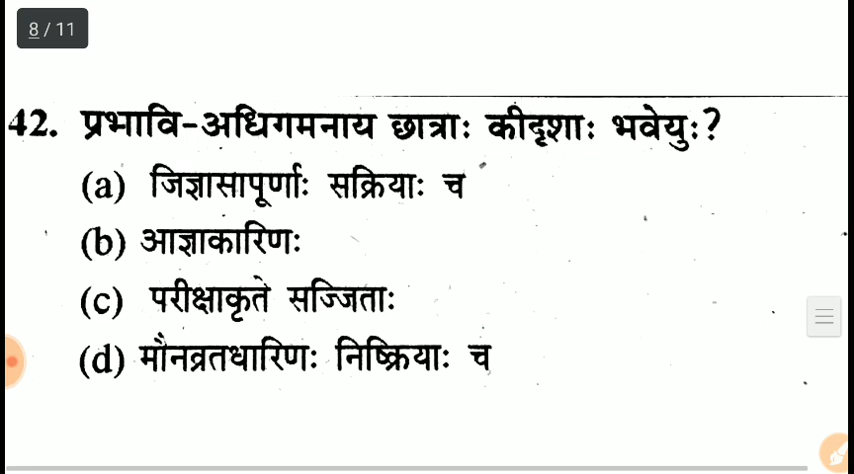 8 / 11
42. प्रभावि-अधिगमनाय छात्राः कीदृशाः भवेयुः?
(a) जिज्ञासापूर्णाः सक्रियाः च
(b) आज्ञाकारिणः
(c) परीक्षाकृते सज्जिताः
(d) मौनव्रतधारिणः निष्क्रियाः च